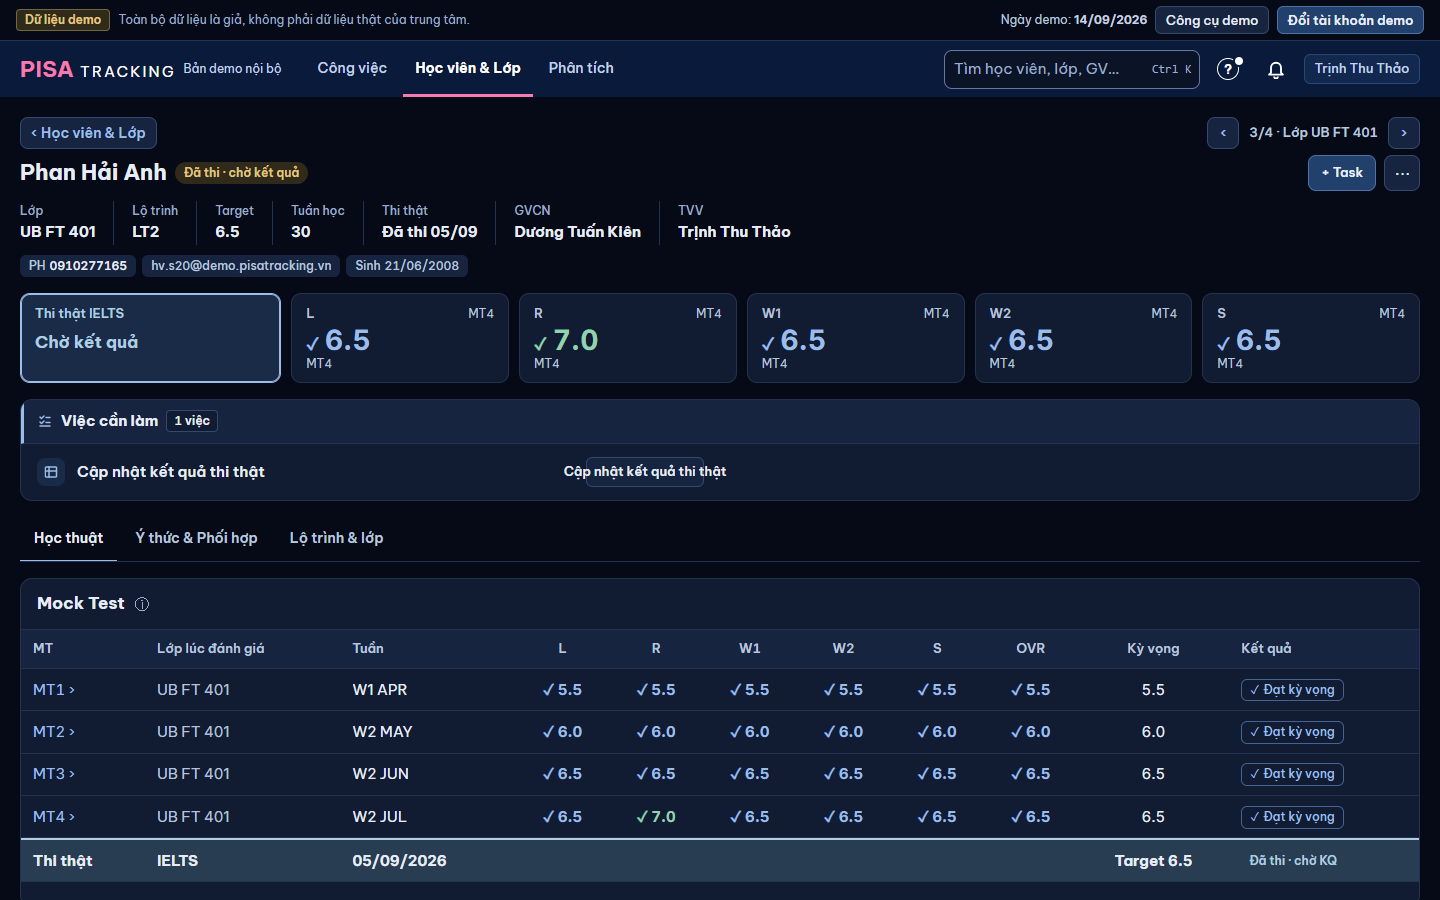 Dữ liệu demo Toàn bộ dữ liệu là giả, không phải dữ liệu thật của trung tâm. Ngày demo: 14/09/2026 Công cụ demo Đổi tài khoản demo
PISA TRACKING Bản demo nội bộ Công việc Học viên & Lớp Phân tích Tìm học viên, lớp, GV... Ctrl K ? Trịnh Thu Thảo
‹ Học viên & Lớp ‹ 3/4 · Lớp UB FT 401 ›
Phan Hải Anh Đã thi · chờ kết quả + Task ...
Lớp Lộ trình Target Tuần học Thi thật GVCN TVV
UB FT 401 LT2 6.5 30 Đã thi 05/09 Dương Tuấn Kiên Trịnh Thu Thảo
PH 0910277165 hv.s20@demo.pisatracking.vn Sinh 21/06/2008
Thi thật IELTS L MT4 R MT4 W1 MT4 W2 MT4 S MT4
Chờ kết quả ✓ 6.5 ✓ 7.0 ✓ 6.5 ✓ 6.5 ✓ 6.5
MT4 MT4 MT4 MT4 MT4
Việc cần làm 1 việc
Cập nhật kết quả thi thật Cập nhật kết quả thi thật
Học thuật Ý thức & Phối hợp Lộ trình & lớp
Mock Test ⓘ
MT Lớp lúc đánh giá Tuần L R W1 W2 S OVR Kỳ vọng Kết quả
MT1 › UB FT 401 W1 APR ✓ 5.5 ✓ 5.5 ✓ 5.5 ✓ 5.5 ✓ 5.5 ✓ 5.5 5.5 ✓ Đạt kỳ vọng
MT2 › UB FT 401 W2 MAY ✓ 6.0 ✓ 6.0 ✓ 6.0 ✓ 6.0 ✓ 6.0 ✓ 6.0 6.0 ✓ Đạt kỳ vọng
MT3 › UB FT 401 W2 JUN ✓ 6.5 ✓ 6.5 ✓ 6.5 ✓ 6.5 ✓ 6.5 ✓ 6.5 6.5 ✓ Đạt kỳ vọng
MT4 › UB FT 401 W2 JUL ✓ 6.5 ✓ 7.0 ✓ 6.5 ✓ 6.5 ✓ 6.5 ✓ 6.5 6.5 ✓ Đạt kỳ vọng
Thi thật IELTS 05/09/2026 Target 6.5 Đã thi · chờ KQ